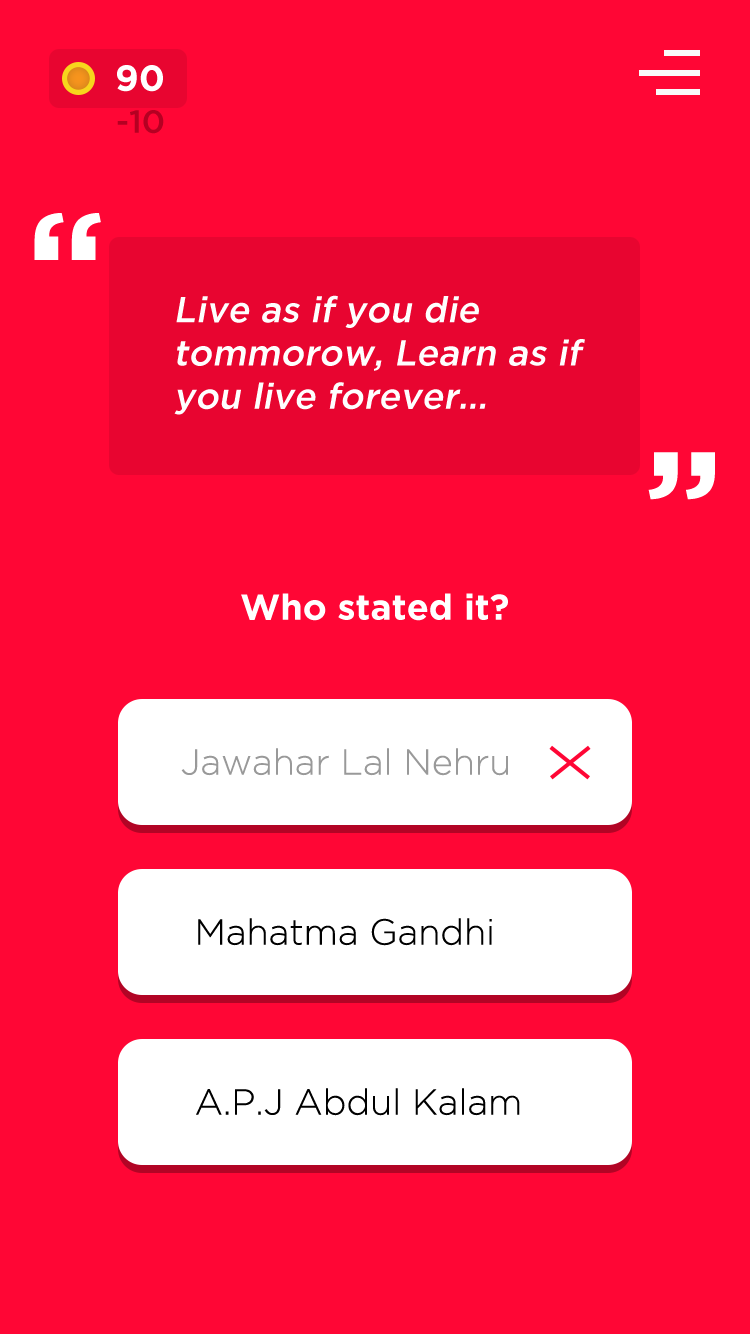 90
-10
“
Live as if you die
tommorow, Learn as if
you live forever...
”
Who stated it?
Jawahar Lal Nehru
Mahatma Gandhi
A.P.J Abdul Kalam